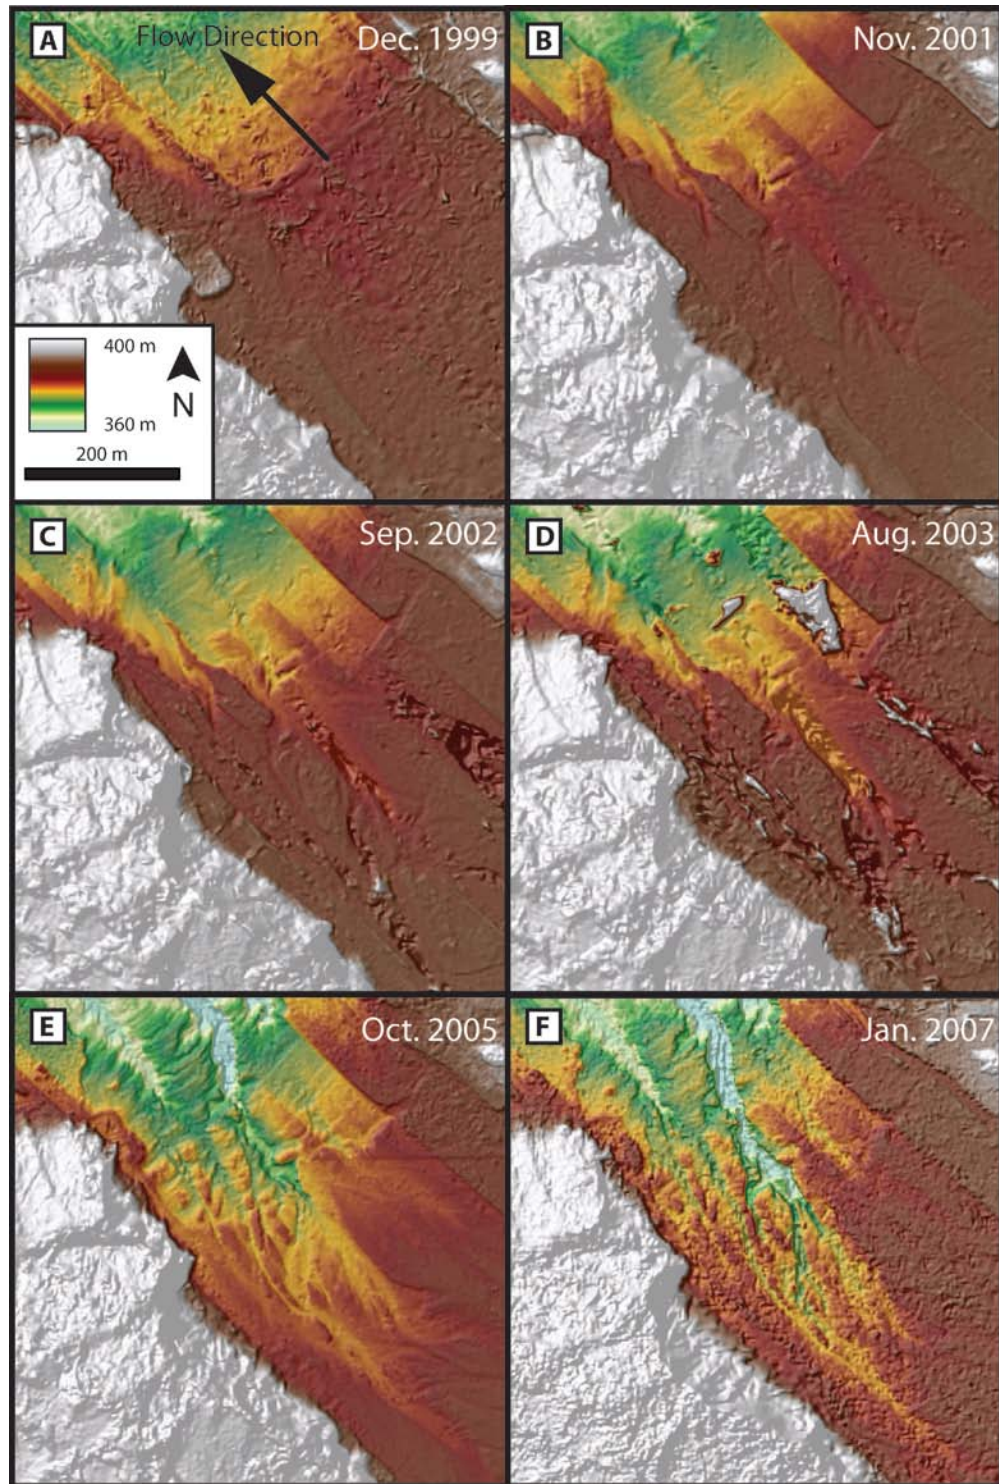 A
Flow Direction
Dec. 1999
B
Nov. 2001
400 m
360 m
N
200 m
C
Sep. 2002
D
Aug. 2003
E
Oct. 2005
F
Jan. 2007